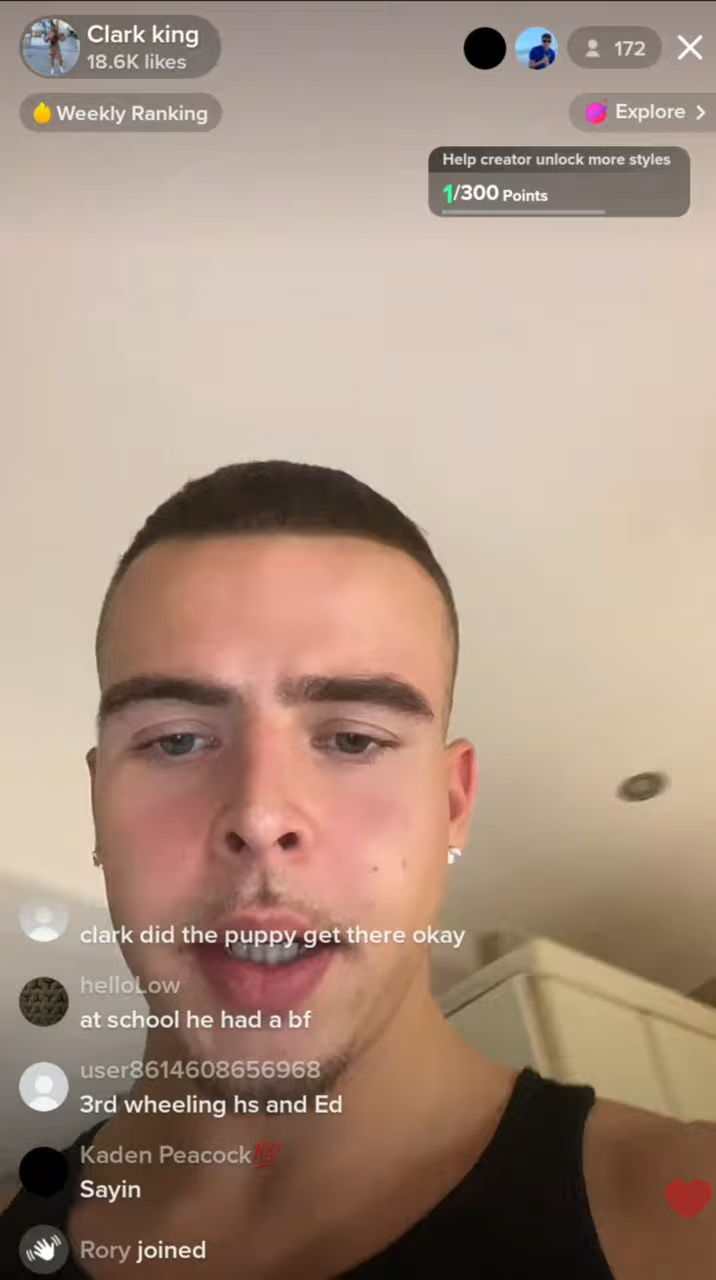 Clark king
18.6K likes
172
Weekly Ranking
Explore >
Help creator unlock more styles
1/300 Points
clark did the puppy get there okay
helloLow
at school he had a bf
user8614608656968
3rd wheeling hs and Ed
Kaden Peacock💯
Sayin
Rory joined